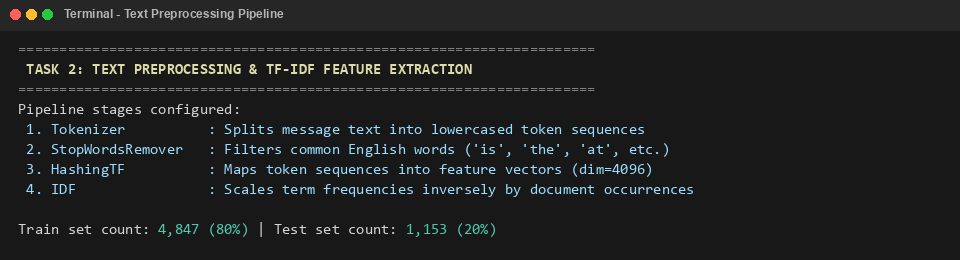 Terminal - Text Preprocessing Pipeline
======================================================================
TASK 2: TEXT PREPROCESSING & TF-IDF FEATURE EXTRACTION
======================================================================
Pipeline stages configured:
1. Tokenizer          : Splits message text into lowercased token sequences
2. StopWordsRemover   : Filters common English words ('is', 'the', 'at', etc.)
3. HashingTF          : Maps token sequences into feature vectors (dim=4096)
4. IDF                : Scales term frequencies inversely by document occurrences
Train set count: 4,847 (80%) | Test set count: 1,153 (20%)